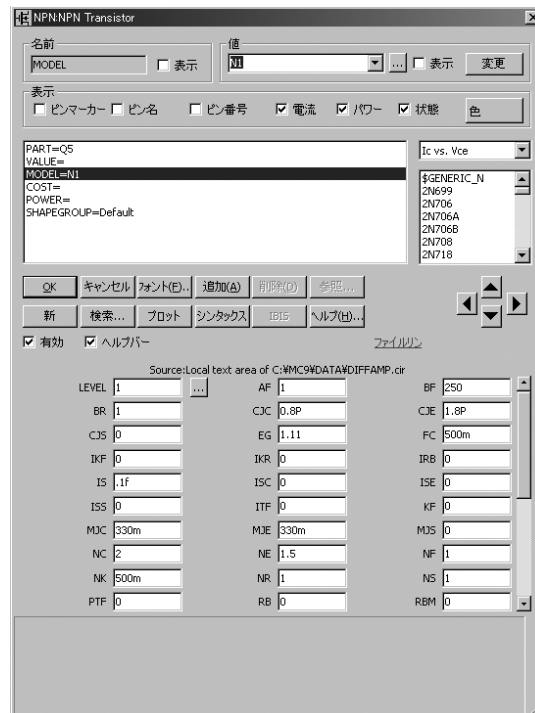 NPN:NPN Transistor
名前
MODEL
表示
値
N1
...
表示
変更
表示
ピンマーカー
ピン名
ピン番号
電流
パワー
状態
色
PART=Q5
VALUE=
MODEL=N1
COST=
POWER=
SHAPEGROUP=Default
Ic vs. Vce
$GENERIC_N
2N699
2N706
2N706A
2N706B
2N708
2N718
OK
キャンセル
フォント(F)..
追加(A)
削除(D)
参照...
新
検索...
プロット
シンタックス
IBIS
ヘルプ(H)...
有効
ヘルプバー
ファイルリン
Source:Local text area of C:¥MC9¥DATA¥DIFFAMP.cir
LEVEL 1 ... AF 1 BF 250
BR 1 CJC 0.8P CJE 1.8P
CJS 0 EG 1.11 FC 500m
IKF 0 IKR 0 IRB 0
IS .1f ISC 0 ISE 0
ISS 0 ITF 0 KF 0
MJC 330m MJE 330m MJS 0
NC 2 NE 1.5 NF 1
NK 500m NR 1 NS 1
PTF 0 RB 0 RBM 0